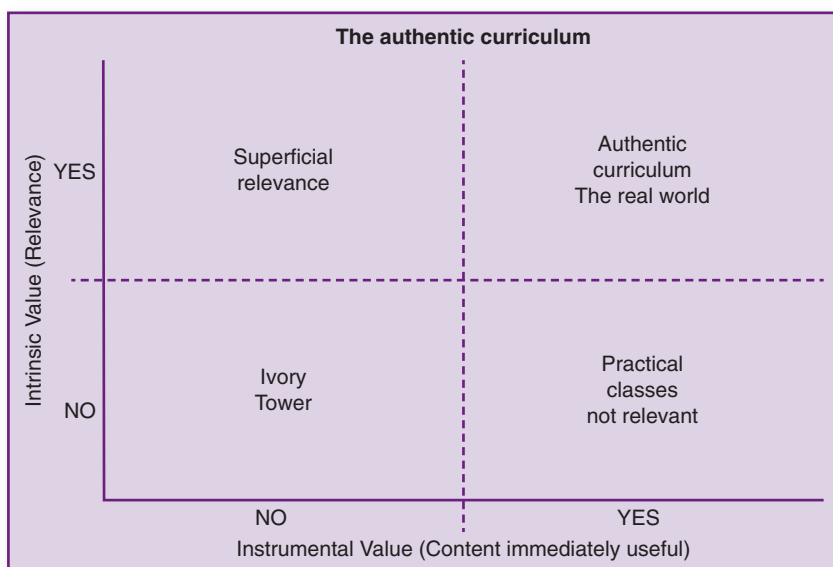 The authentic curriculum
Intrinsic Value (Relevance)
YES
Superficial
relevance
Authentic
curriculum
The real world
NO
Ivory
Tower
Practical
classes
not relevant
NO
YES
Instrumental Value (Content immediately useful)